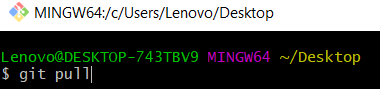 MINGW64:/c/Users/Lenovo/Desktop
Lenovo@DESKTOP-743TBV9 MINGW64 ~/Desktop
$ git pull